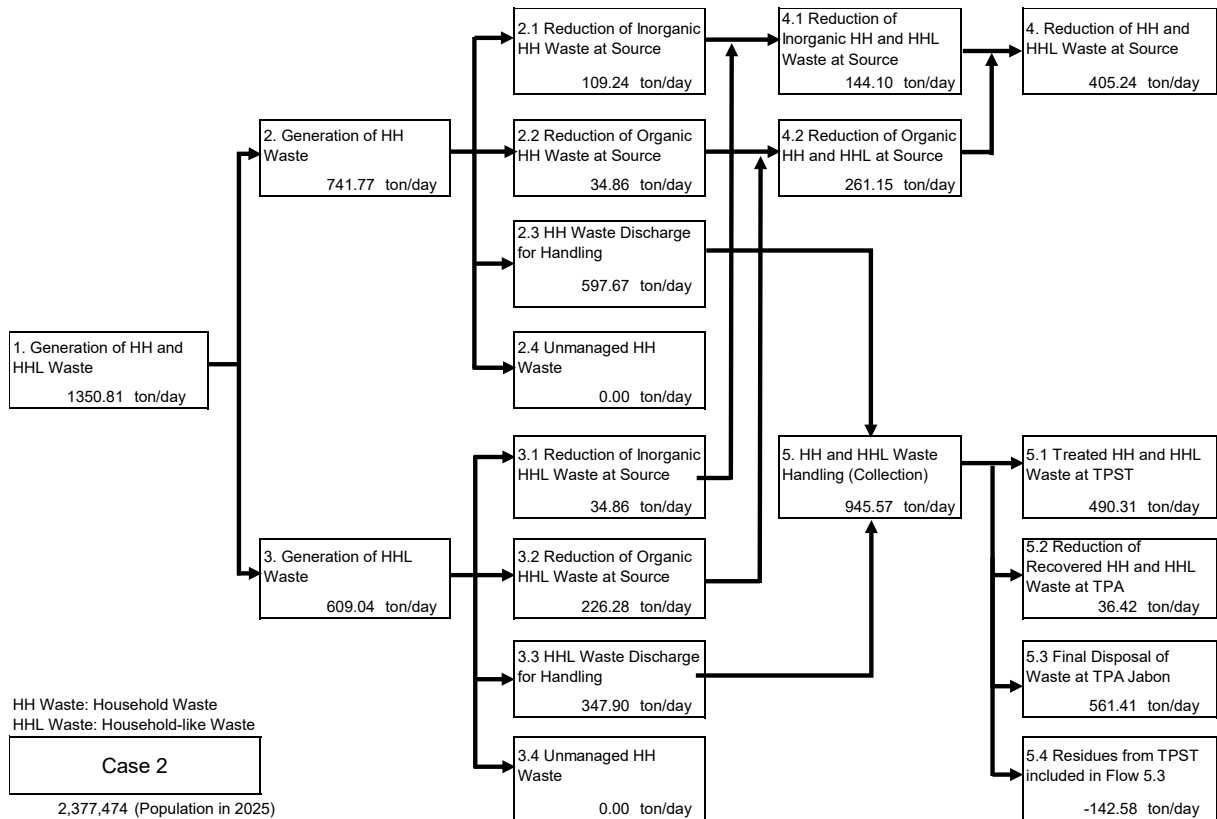 2.1 Reduction of Inorganic
HH Waste at Source
109.24 ton/day
4.1 Reduction of
Inorganic HH and HHL
Waste at Source
144.10 ton/day
4. Reduction of HH and
HHL Waste at Source
405.24 ton/day
2. Generation of HH
Waste
741.77 ton/day
2.2 Reduction of Organic
HH Waste at Source
34.86 ton/day
4.2 Reduction of Organic
HH and HHL at Source
261.15 ton/day
2.3 HH Waste Discharge
for Handling
597.67 ton/day
1. Generation of HH and
HHL Waste
1350.81 ton/day
2.4 Unmanaged HH
Waste
0.00 ton/day
3.1 Reduction of Inorganic
HHL Waste at Source
34.86 ton/day
5. HH and HHL Waste
Handling (Collection)
945.57 ton/day
5.1 Treated HH and HHL
Waste at TPST
490.31 ton/day
3. Generation of HHL
Waste
609.04 ton/day
3.2 Reduction of Organic
HHL Waste at Source
226.28 ton/day
5.2 Reduction of
Recovered HH and HHL
Waste at TPA
36.42 ton/day
3.3 HHL Waste Discharge
for Handling
347.90 ton/day
5.3 Final Disposal of
Waste at TPA Jabon
561.41 ton/day
HH Waste: Household Waste
HHL Waste: Household-like Waste
Case 2
2,377,474 (Population in 2025)
3.4 Unmanaged HH
Waste
0.00 ton/day
5.4 Residues from TPST
included in Flow 5.3
-142.58 ton/day